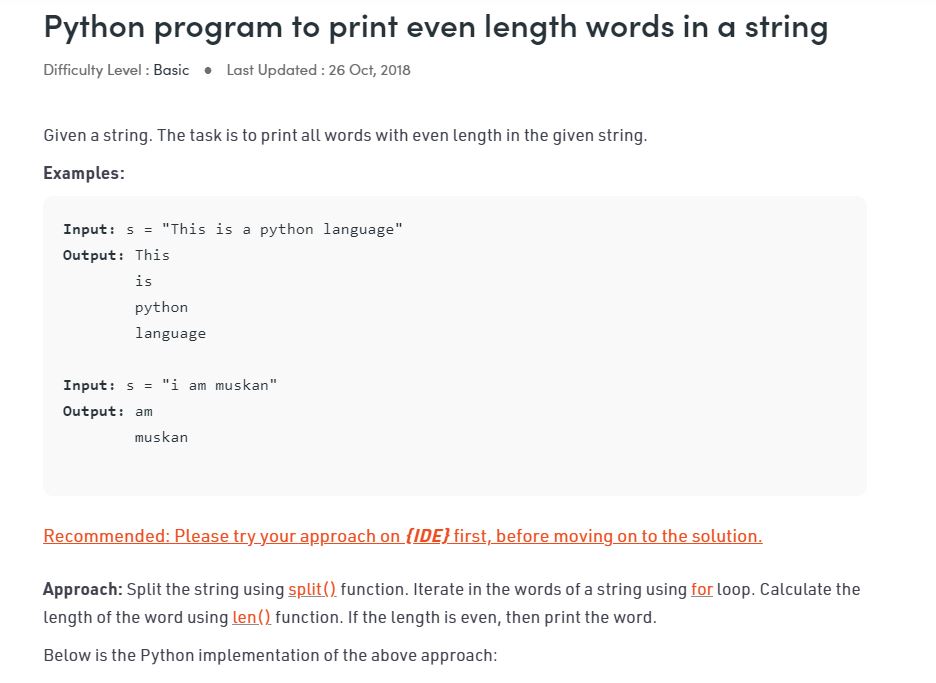 Python program to print even length words in a string
Difficulty Level : Basic ● Last Updated : 26 Oct, 2018
Given a string. The task is to print all words with even length in the given string.
Examples:
Input: s = "This is a python language"
Output: This
is
python
language
Input: s = "i am muskan"
Output: am
muskan
Recommended: Please try your approach on {IDE} first, before moving on to the solution.
Approach: Split the string using split() function. Iterate in the words of a string using for loop. Calculate the
length of the word using len() function. If the length is even, then print the word.
Below is the Python implementation of the above approach: